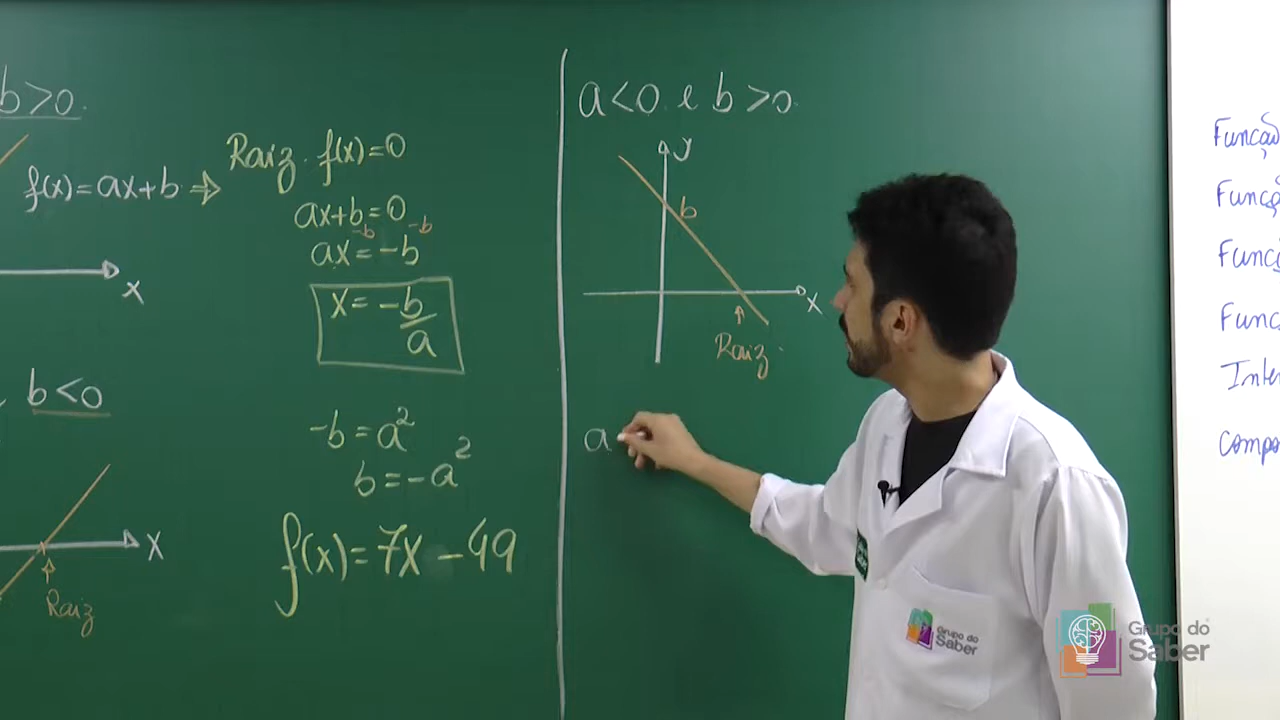 b>0.
f(x)=ax+b ⇒
x
b<0
x
Raiz
Raiz. f(x)=0
ax+b=0
-b -b
ax=-b
x=-b/a
-b=a²
b=-a²
f(x)=7x-49
a<0 e b>0
y
b
x
Raiz
a
Grupo do
Saber
Grupo do
Saber